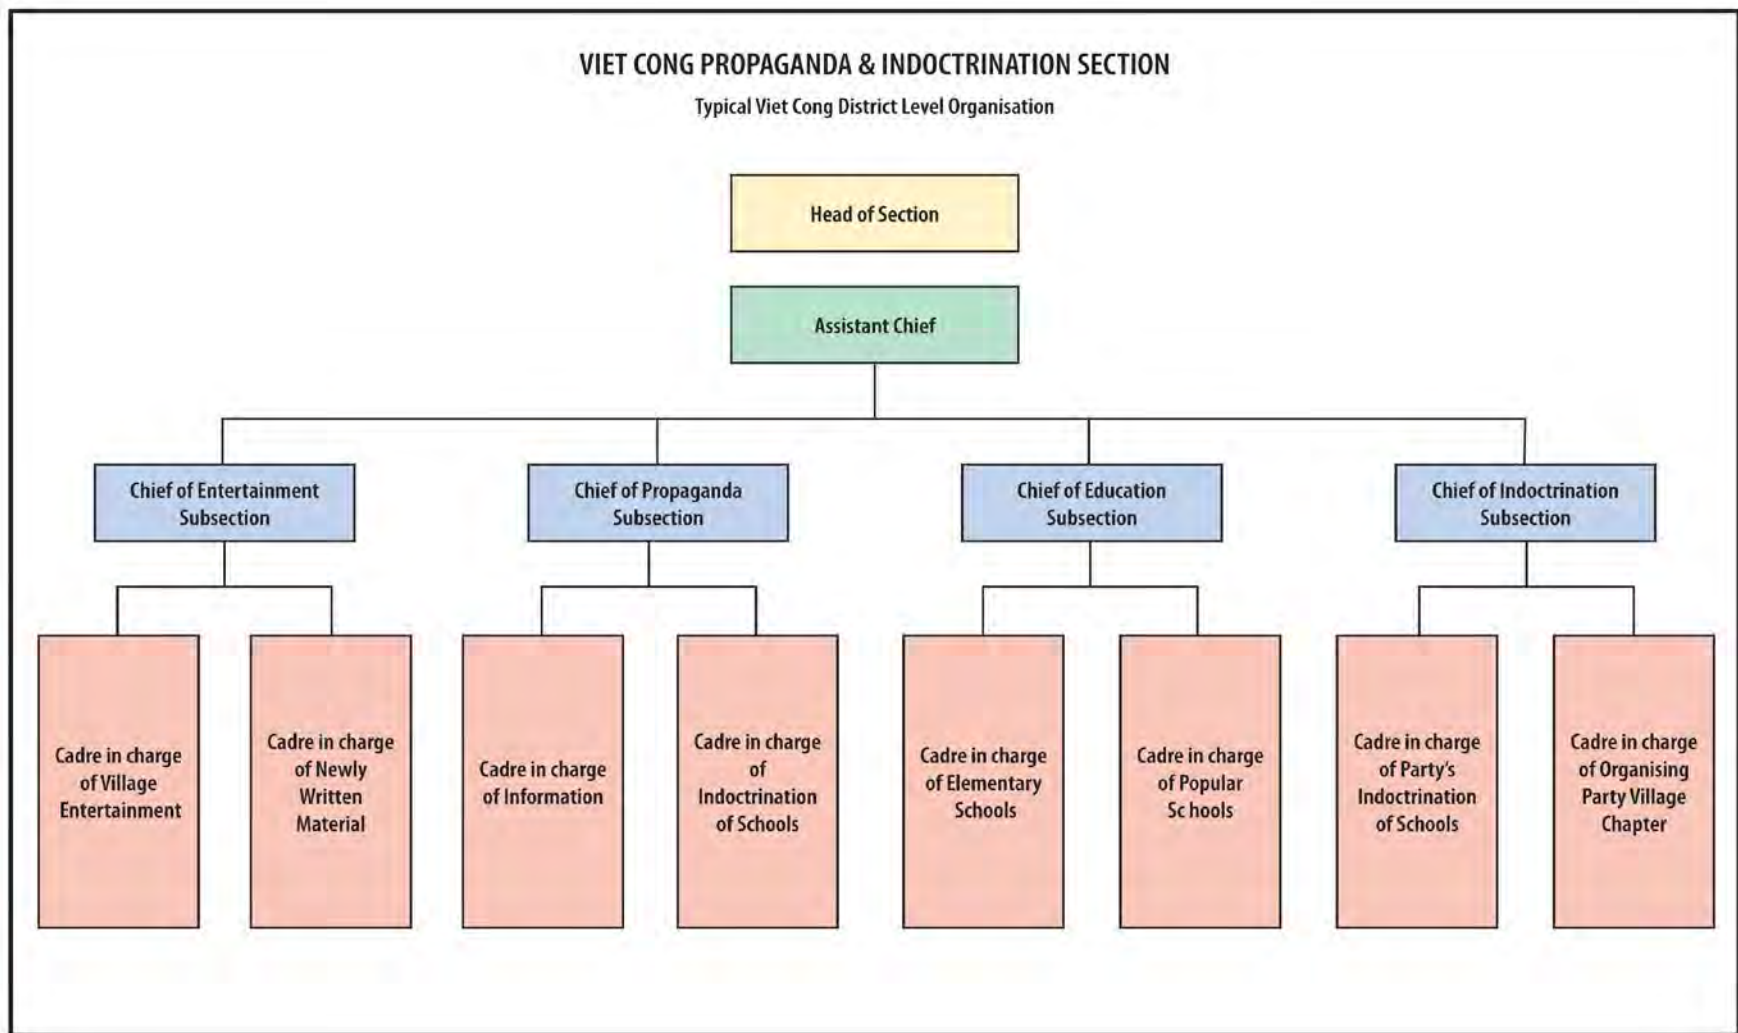 VIET CONG PROPAGANDA & INDOCTRINATION SECTION
Typical Viet Cong District Level Organisation
Head of Section
Assistant Chief
Chief of Entertainment
Subsection
Chief of Propaganda
Subsection
Chief of Education
Subsection
Chief of Indoctrination
Subsection
Cadre in charge
of Village
Entertainment
Cadre in charge
of Newly
Written
Material
Cadre in charge
of Information
Cadre in charge
of
Indoctrination
of Schools
Cadre in charge
of Elementary
Schools
Cadre in charge
of Popular
Sc hools
Cadre in charge
of Party's
Indoctrination
of Schools
Cadre in charge
of Organising
Party Village
Chapter